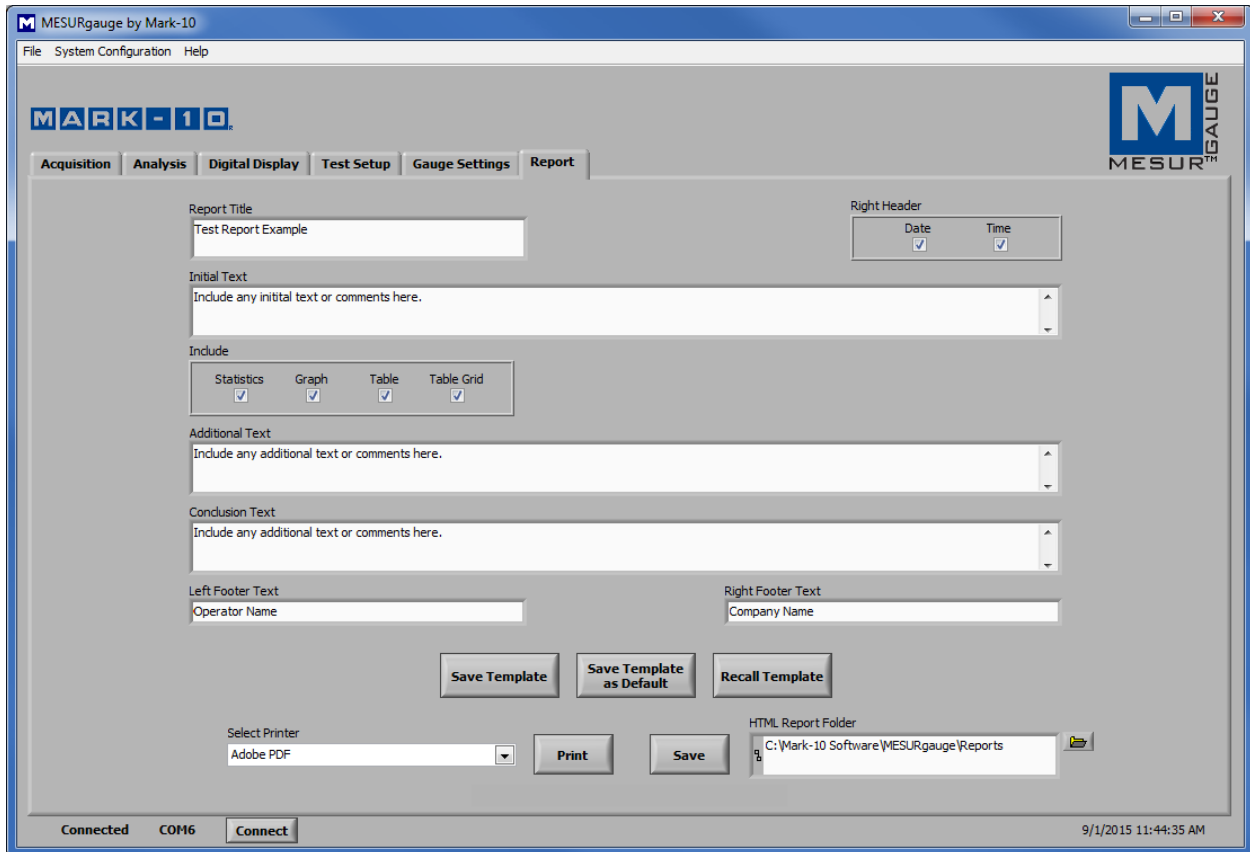 MESURgauge by Mark-10
File System Configuration Help
MARK-10
M
MESUR™ GAUGE
Acquisition Analysis Digital Display Test Setup Gauge Settings Report
Report Title
Test Report Example
Right Header
Date Time
Initial Text
Include any initital text or comments here.
Include
Statistics Graph Table Table Grid
Additional Text
Include any additional text or comments here.
Conclusion Text
Include any additional text or comments here.
Left Footer Text
Operator Name
Right Footer Text
Company Name
Save Template
Save Template
as Default
Recall Template
Select Printer
Adobe PDF
Print
Save
HTML Report Folder
C:\Mark-10 Software\MESURgauge\Reports
Connected COM6 Connect
9/1/2015 11:44:35 AM